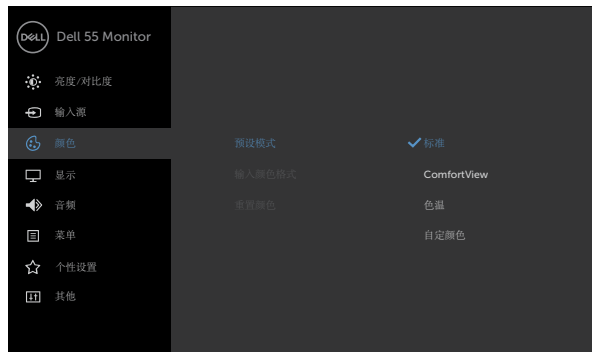 DELL Dell 55 Monitor
亮度/对比度
输入源
颜色 预设模式 标准
输入颜色格式 ComfortView
显示
重置颜色 色温
音频
菜单 自定颜色
个性设置
其他